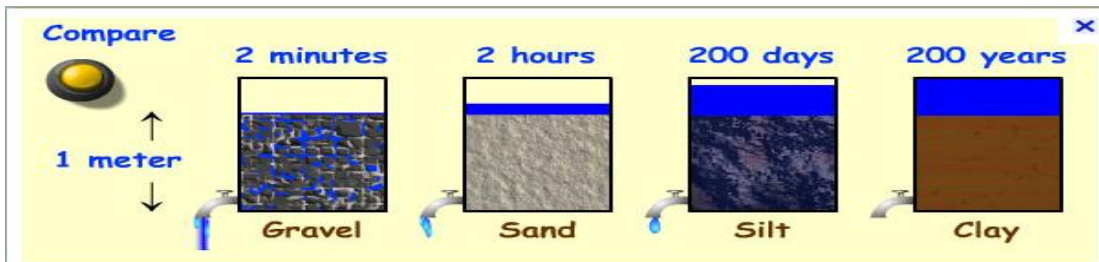 Compare
2 minutes
2 hours
200 days
200 years
1 meter
Gravel
Sand
Silt
Clay